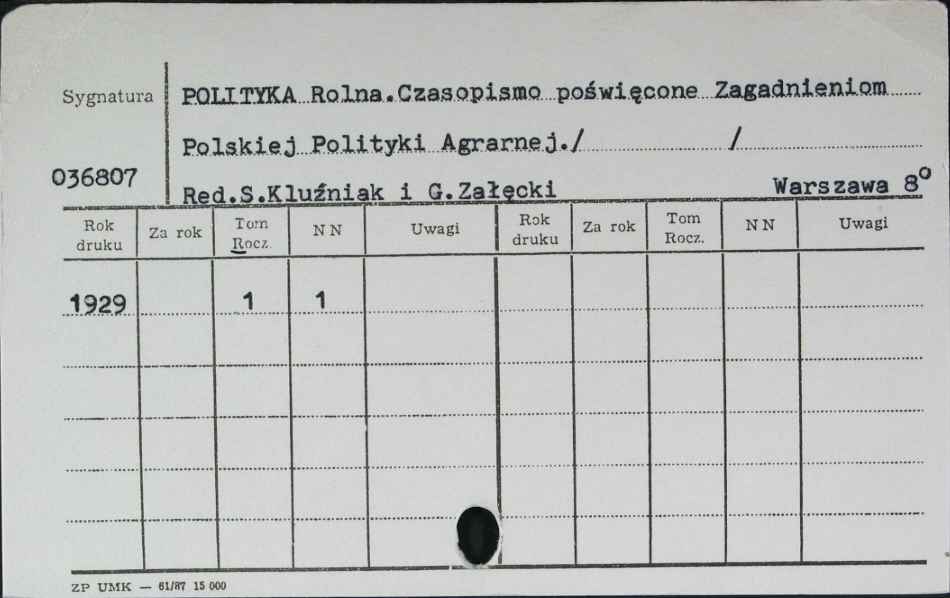 Sygnatura
POLITYKA Rolna.Czasopismo poświęcone Zagadnieniom
Polskiej Polityki Agrarnej./ /
036807
Red.S.Kluźniak i G.Załęcki Warszawa 8º
Rok druku Za rok Tom Rocz. NN Uwagi Rok druku Za rok Tom Rocz. NN Uwagi
1929 1 1
ZP UMK — 61/87 15 000